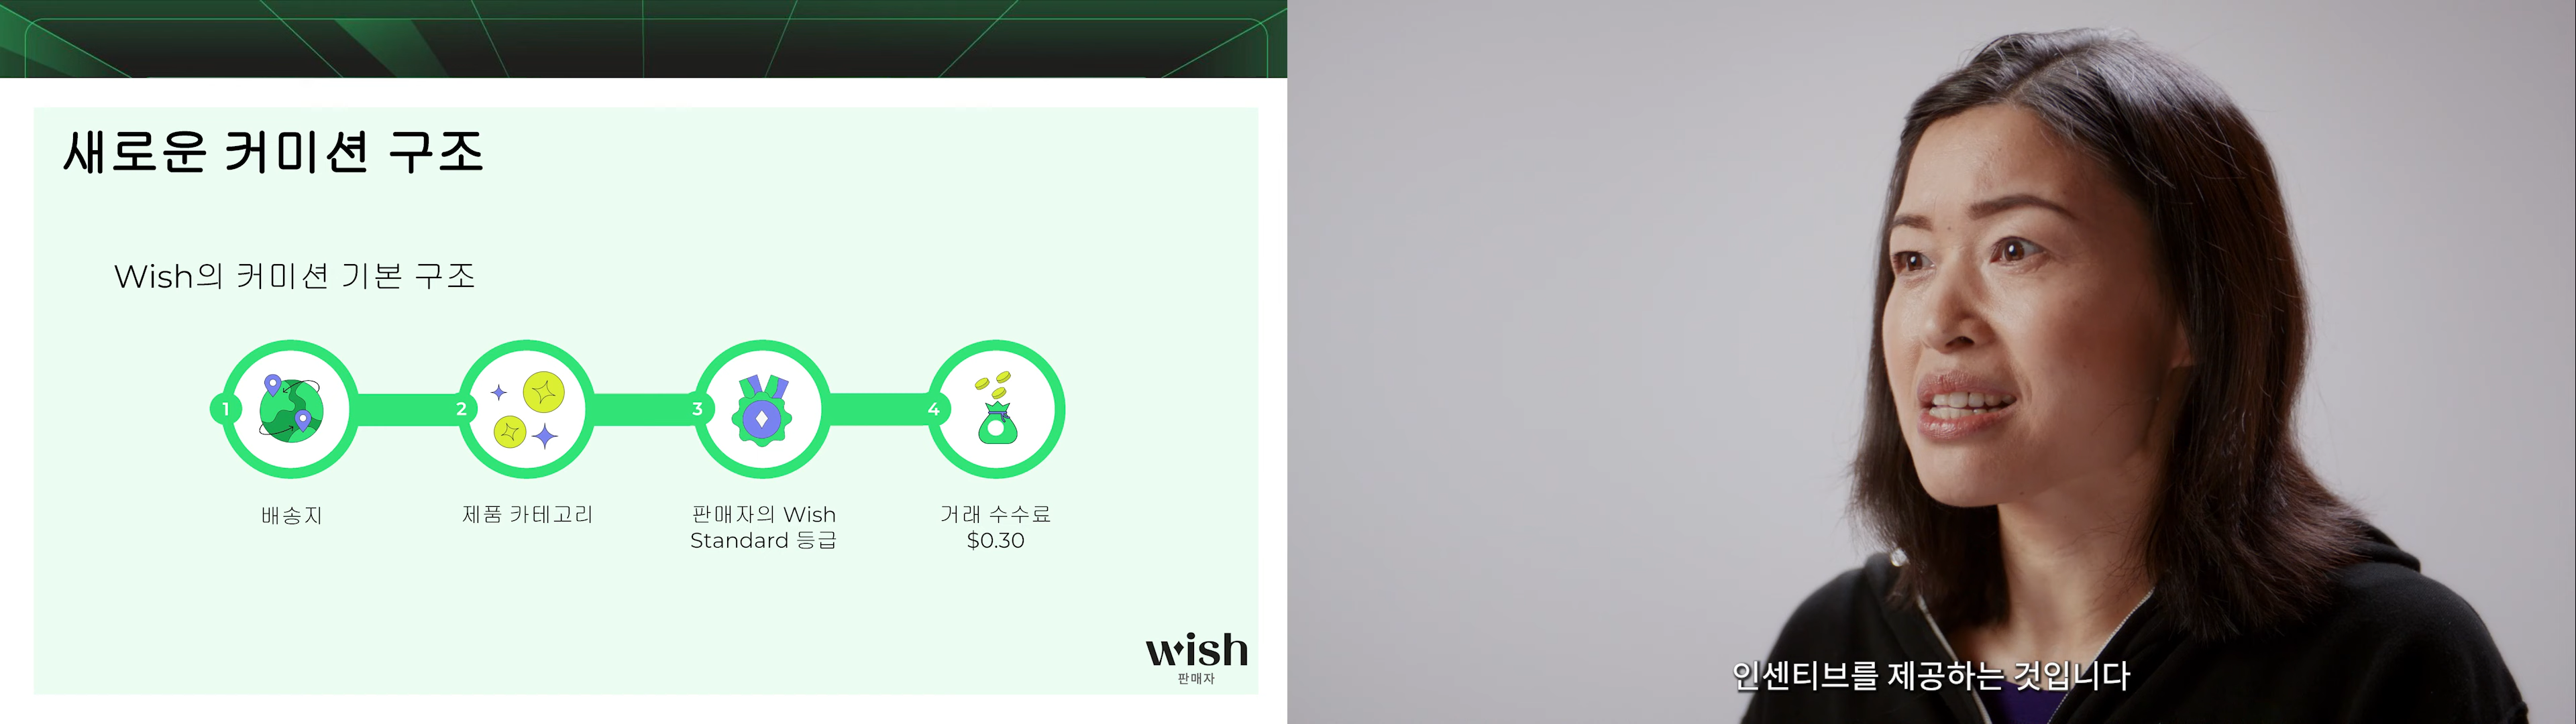 새로운 커미션 구조
Wish의 커미션 기본 구조
1
2
3
4
배송지
제품 카테고리
판매자의 Wish
Standard 등급
거래 수수료
$0.30
wish
판매자
인센티브를 제공하는 것입니다